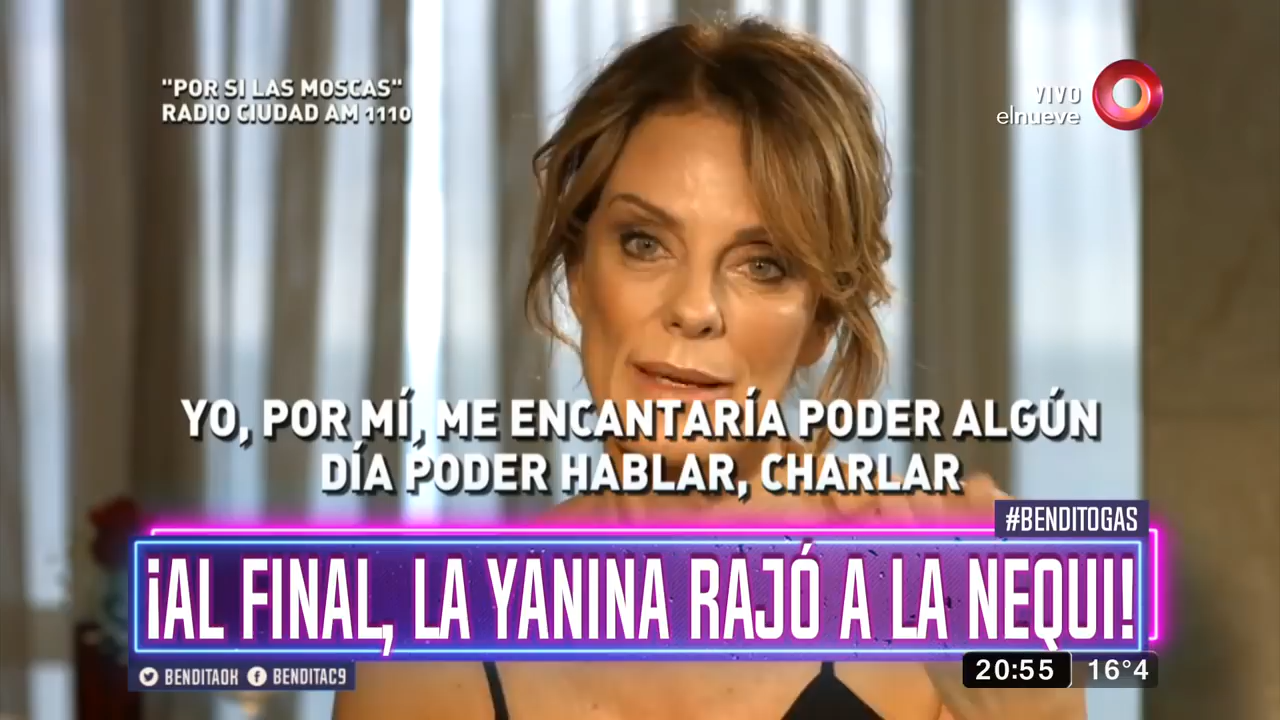 "POR SI LAS MOSCAS"
RADIO CIUDAD AM 1110
VIVO
elnueve
YO, POR MÍ, ME ENCANTARÍA PODER ALGÚN
DÍA PODER HABLAR, CHARLAR
#BENDITOGAS
¡AL FINAL, LA YANINA RAJÓ A LA NEQUI!
BENDITAOK BENDITAC9
20:55 16°4